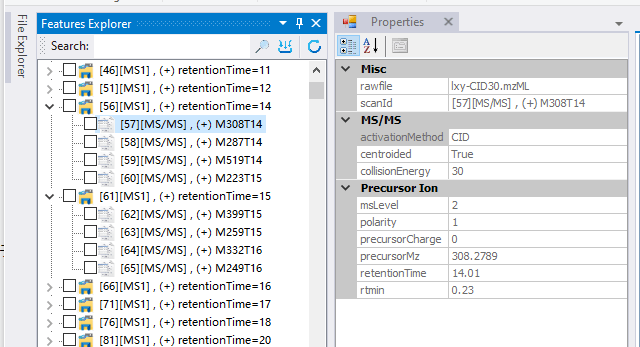 File Explorer
Features Explorer
Search:
[46][MS1] , (+) retentionTime=11
[51][MS1] , (+) retentionTime=12
[56][MS1] , (+) retentionTime=14
[57][MS/MS] , (+) M308T14
[58][MS/MS] , (+) M287T14
[59][MS/MS] , (+) M519T14
[60][MS/MS] , (+) M223T15
[61][MS1] , (+) retentionTime=15
[62][MS/MS] , (+) M399T15
[63][MS/MS] , (+) M259T15
[64][MS/MS] , (+) M332T16
[65][MS/MS] , (+) M249T16
[66][MS1] , (+) retentionTime=16
[71][MS1] , (+) retentionTime=17
[76][MS1] , (+) retentionTime=18
[81][MS1] , (+) retentionTime=20
Properties
Misc
rawfile lxy-CID30.mzML
scanId [57][MS/MS] , (+) M308T14
MS/MS
activationMethod CID
centroided True
collisionEnergy 30
Precursor Ion
msLevel 2
polarity 1
precursorCharge 0
precursorMz 308.2789
retentionTime 14.01
rtmin 0.23